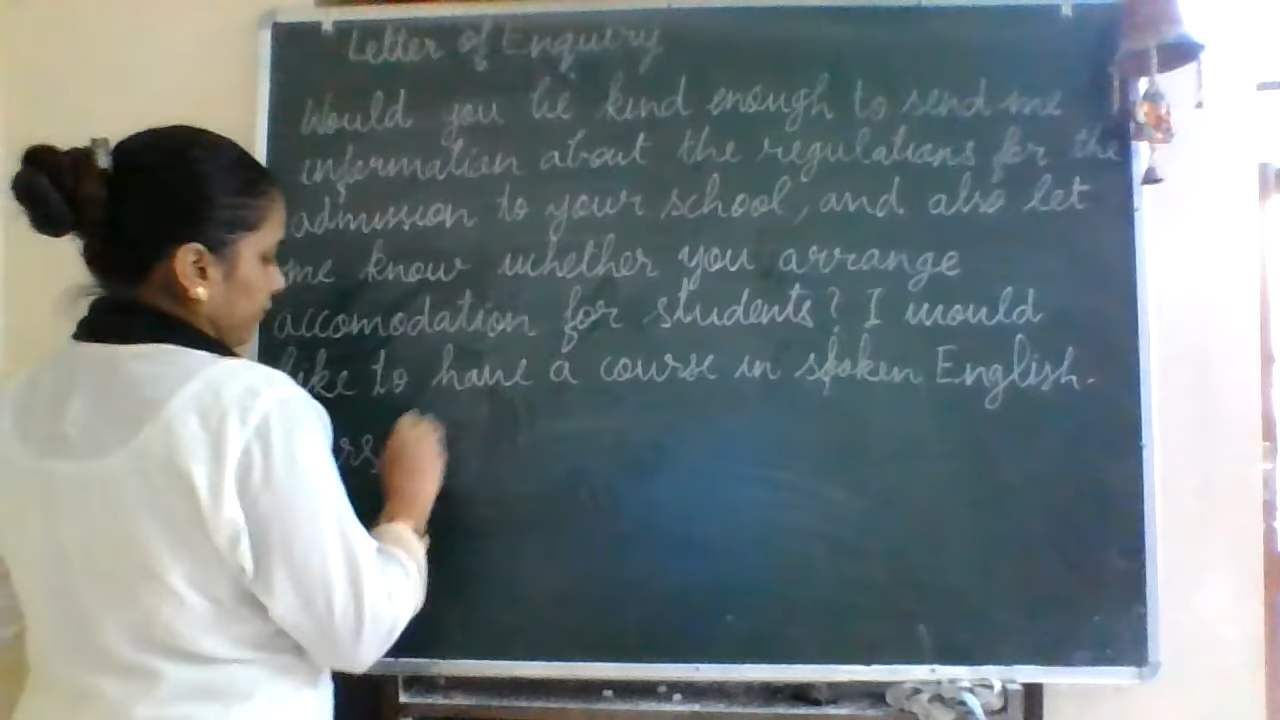 Letter of Enquiry
Would you be kind enough to send me
information about the regulations for the
admission to your school, and also let
me know whether you arrange
accomodation for students? I would
like to have a course in spoken English.